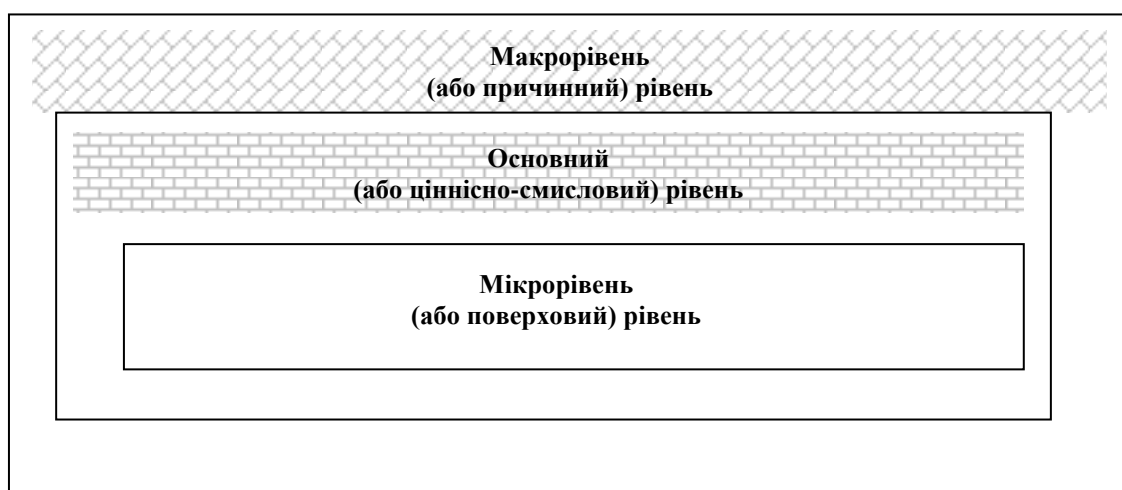 Макрорівень
(або причинний) рівень
Основний
(або ціннісно-смисловий) рівень
Мікрорівень
(або поверховий) рівень